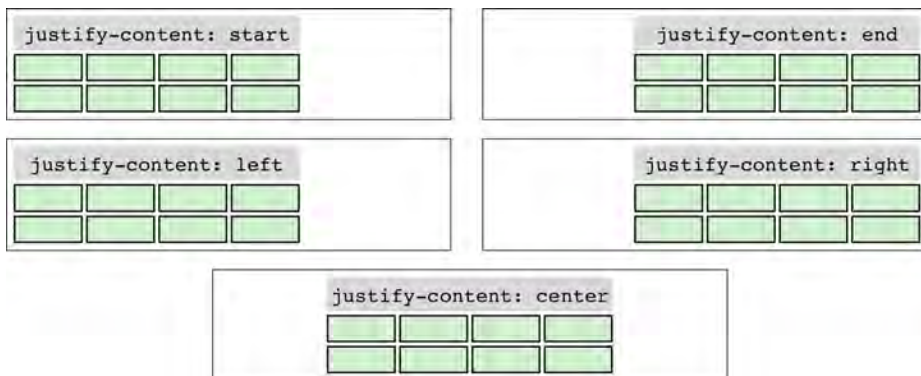 justify-content: start
justify-content: end
justify-content: left
justify-content: right
justify-content: center